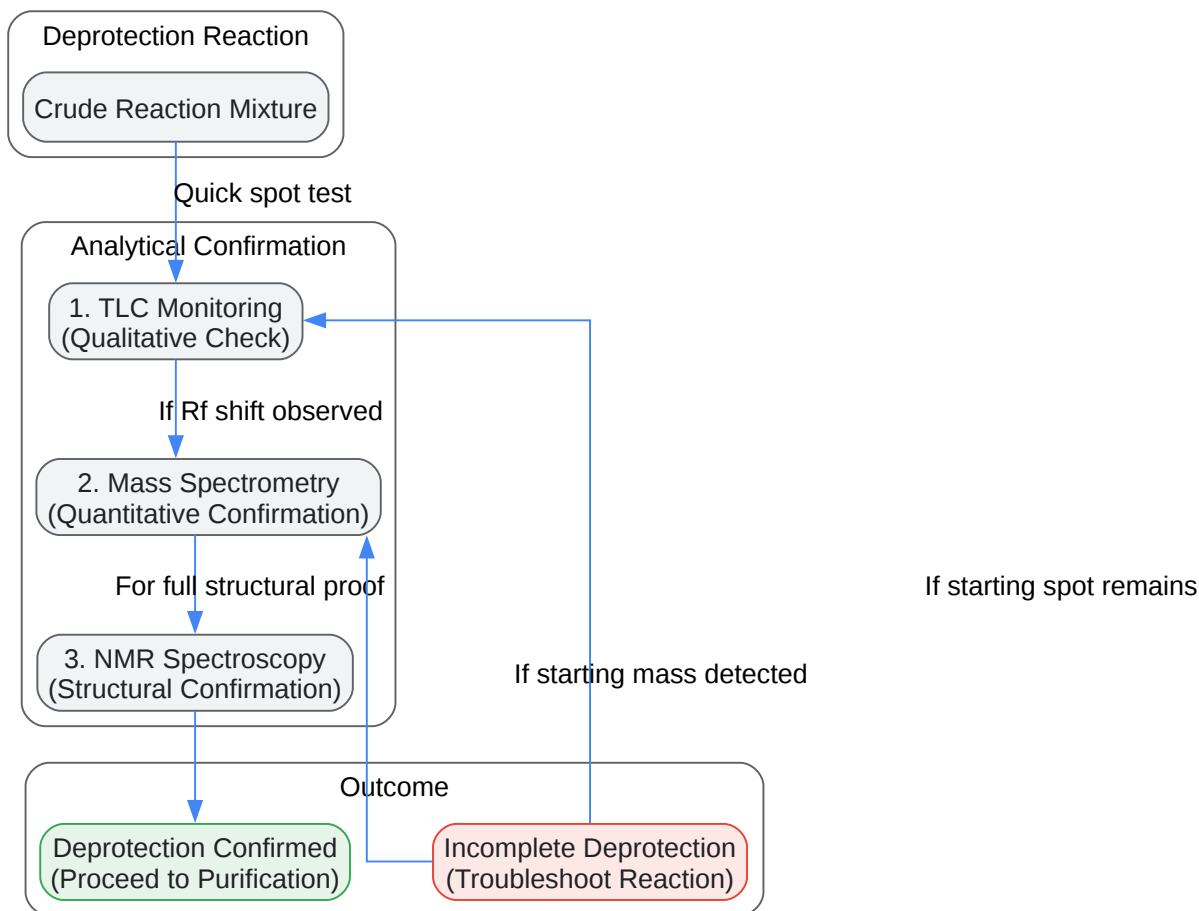 Deprotection Reaction
Crude Reaction Mixture
Quick spot test
Analytical Confirmation
1. TLC Monitoring
(Qualitative Check)
If Rf shift observed
2. Mass Spectrometry
(Quantitative Confirmation)
For full structural proof
If starting spot remains
3. NMR Spectroscopy
(Structural Confirmation)
If starting mass detected
Outcome
Deprotection Confirmed
(Proceed to Purification)
Incomplete Deprotection
(Troubleshoot Reaction)